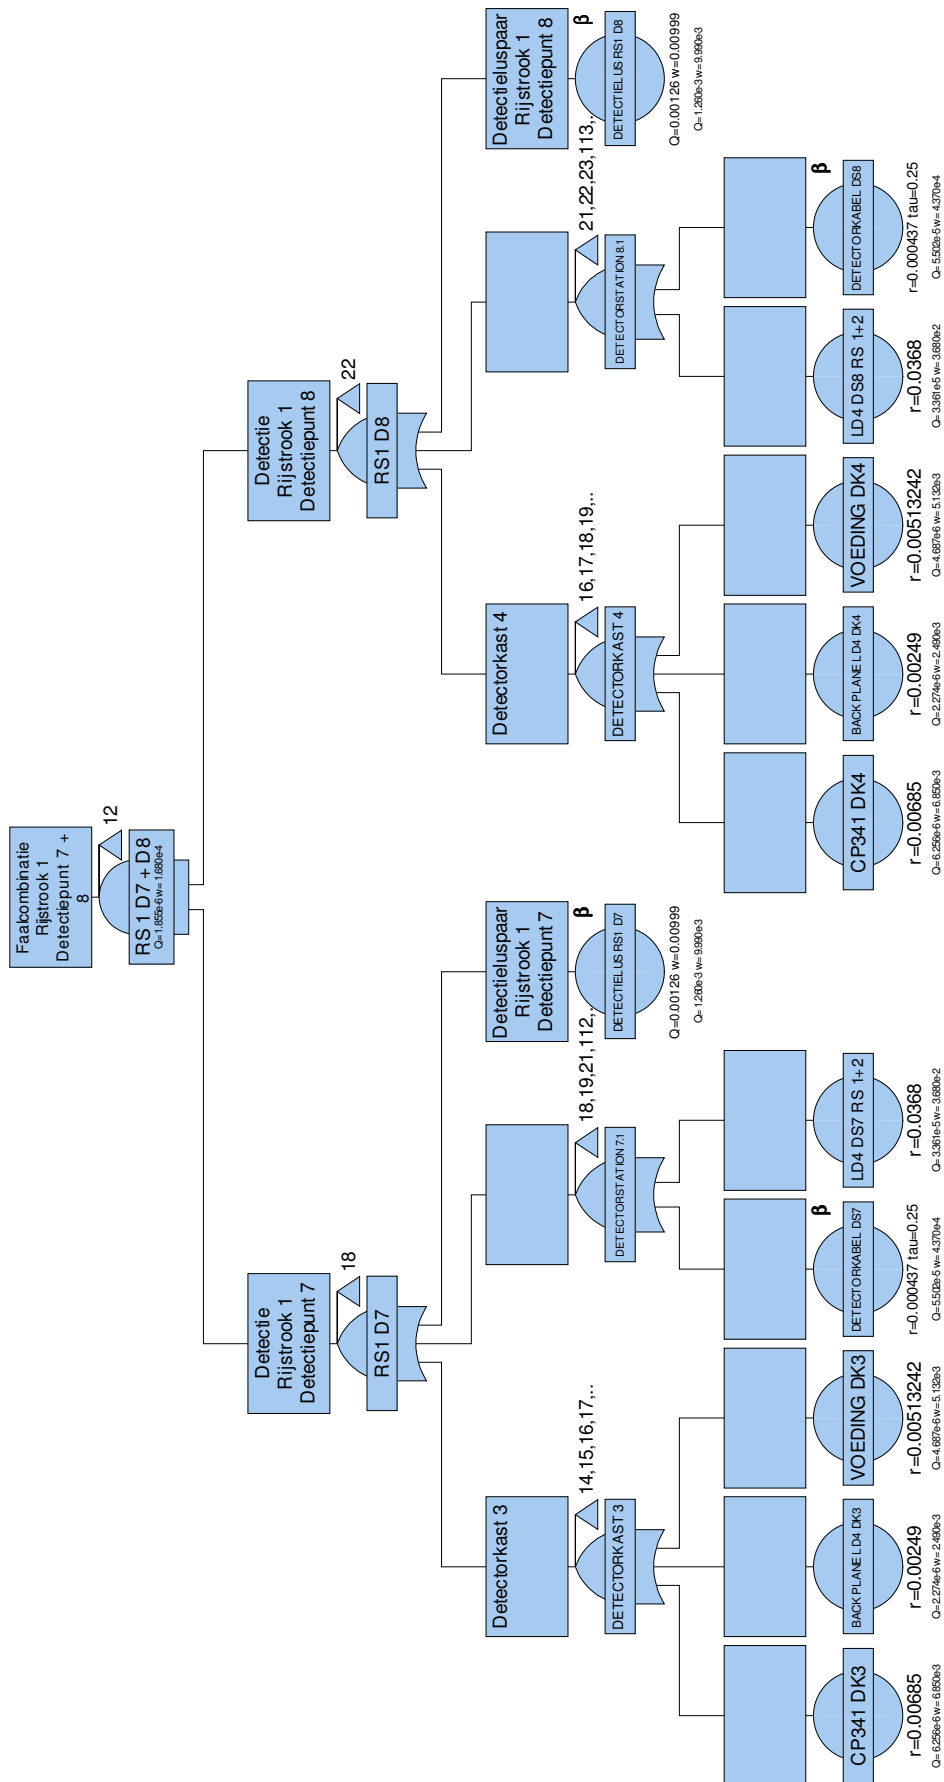 Faalcombinatie
Rijstrook 1
Detectiepunt 7 +
8
12
RS 1 D7 + D8
Q=1.855e-6 w=1.680e-4
Detectie
Rijstrook 1
Detectiepunt 7
18
RS1 D7
Detectie
Rijstrook 1
Detectiepunt 8
22
RS1 D8
Detectorkast 3
14,15,16,17,..
DETECTORKAST 3
18,19,21,112,..
DETECTORSTATION 7.1
Detectieluspaar
Rijstrook 1
Detectiepunt 7
β
DETECTIELUS RS1 D7
Q=0.00126 w=0.00999
Q=1.260e-3 w=9.990e-3
Detectorkast 4
16,17,18,19,..
DETECTORKAST 4
21,22,23,113,..
DETECTORSTATION 8.1
Detectieluspaar
Rijstrook 1
Detectiepunt 8
β
DETECTIELUS RS1 D8
Q=0.00126 w=0.00999
Q=1.260e-3 w=9.990e-3
CP341 DK3
r=0.00685
Q=6.256e-6 w=6.850e-3
BACKPLANE LD4 DK3
r=0.00249
Q=2.274e-6 w=2.490e-3
VOEDING DK3
r=0.00513242
Q=4.687e-6 w=5.132e-3
β
DETECTORKABEL DS7
r=0.000437 tau=0.25
Q=5.502e-5 w=4.370e-4
LD4 DS7 RS 1+2
r=0.0368
Q=3.361e-5 w=3.680e-2
CP341 DK4
r=0.00685
Q=6.256e-6 w=6.850e-3
BACKPLANE LD4 DK4
r=0.00249
Q=2.274e-6 w=2.490e-3
VOEDING DK4
r=0.00513242
Q=4.687e-6 w=5.132e-3
LD4 DS8 RS 1+2
r=0.0368
Q=3.361e-5 w=3.680e-2
β
DETECTORKABEL DS8
r=0.000437 tau=0.25
Q=5.502e-5 w=4.370e-4